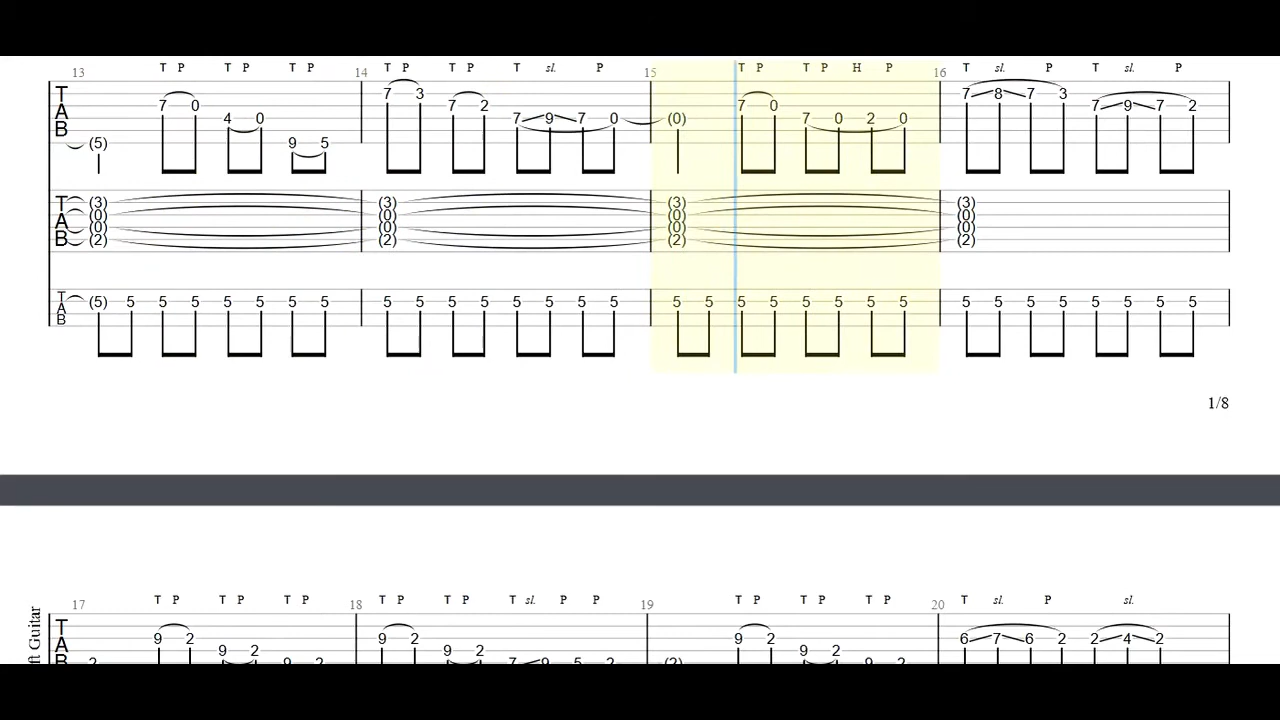 13 T P T P T P 14 T P T P T sl. P 15 T P T P H P 16 T sl. P T sl. P
T 7 3 7 8 7 3
A 7 0 7 2 7 0 7 9 7 2
B 4 0 7 9 7 0 (0) 7 0 2 0
(5) 9 5
T (3) (3) (3) (3)
(0) (0) (0) (0)
A (0) (0) (0) (0)
B (2) (2) (2) (2)
T
A (5) 5 5 5 5 5 5 5 5 5 5 5 5 5 5 5 5 5 5 5 5 5 5 5 5 5 5 5 5 5 5 5
B
1/8
17 T P T P T P 18 T P T P T sl. P P 19 T P T P T P 20 T sl. P sl.
T
9 2 9 2 9 2 6 7 6 2 2 4 2
A 9 2 9 2 9 2
B 2 9 2 7 9 5 2 (2) 9 2
ft Guitar